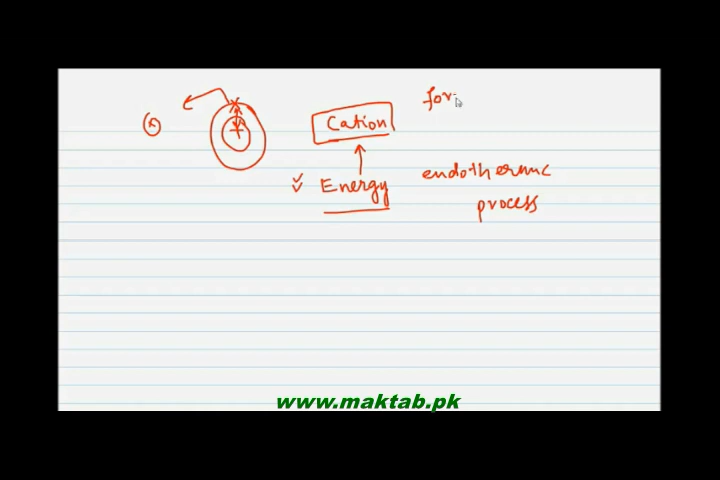 for
Cation
Energy
endothermic
process
www.maktab.pk